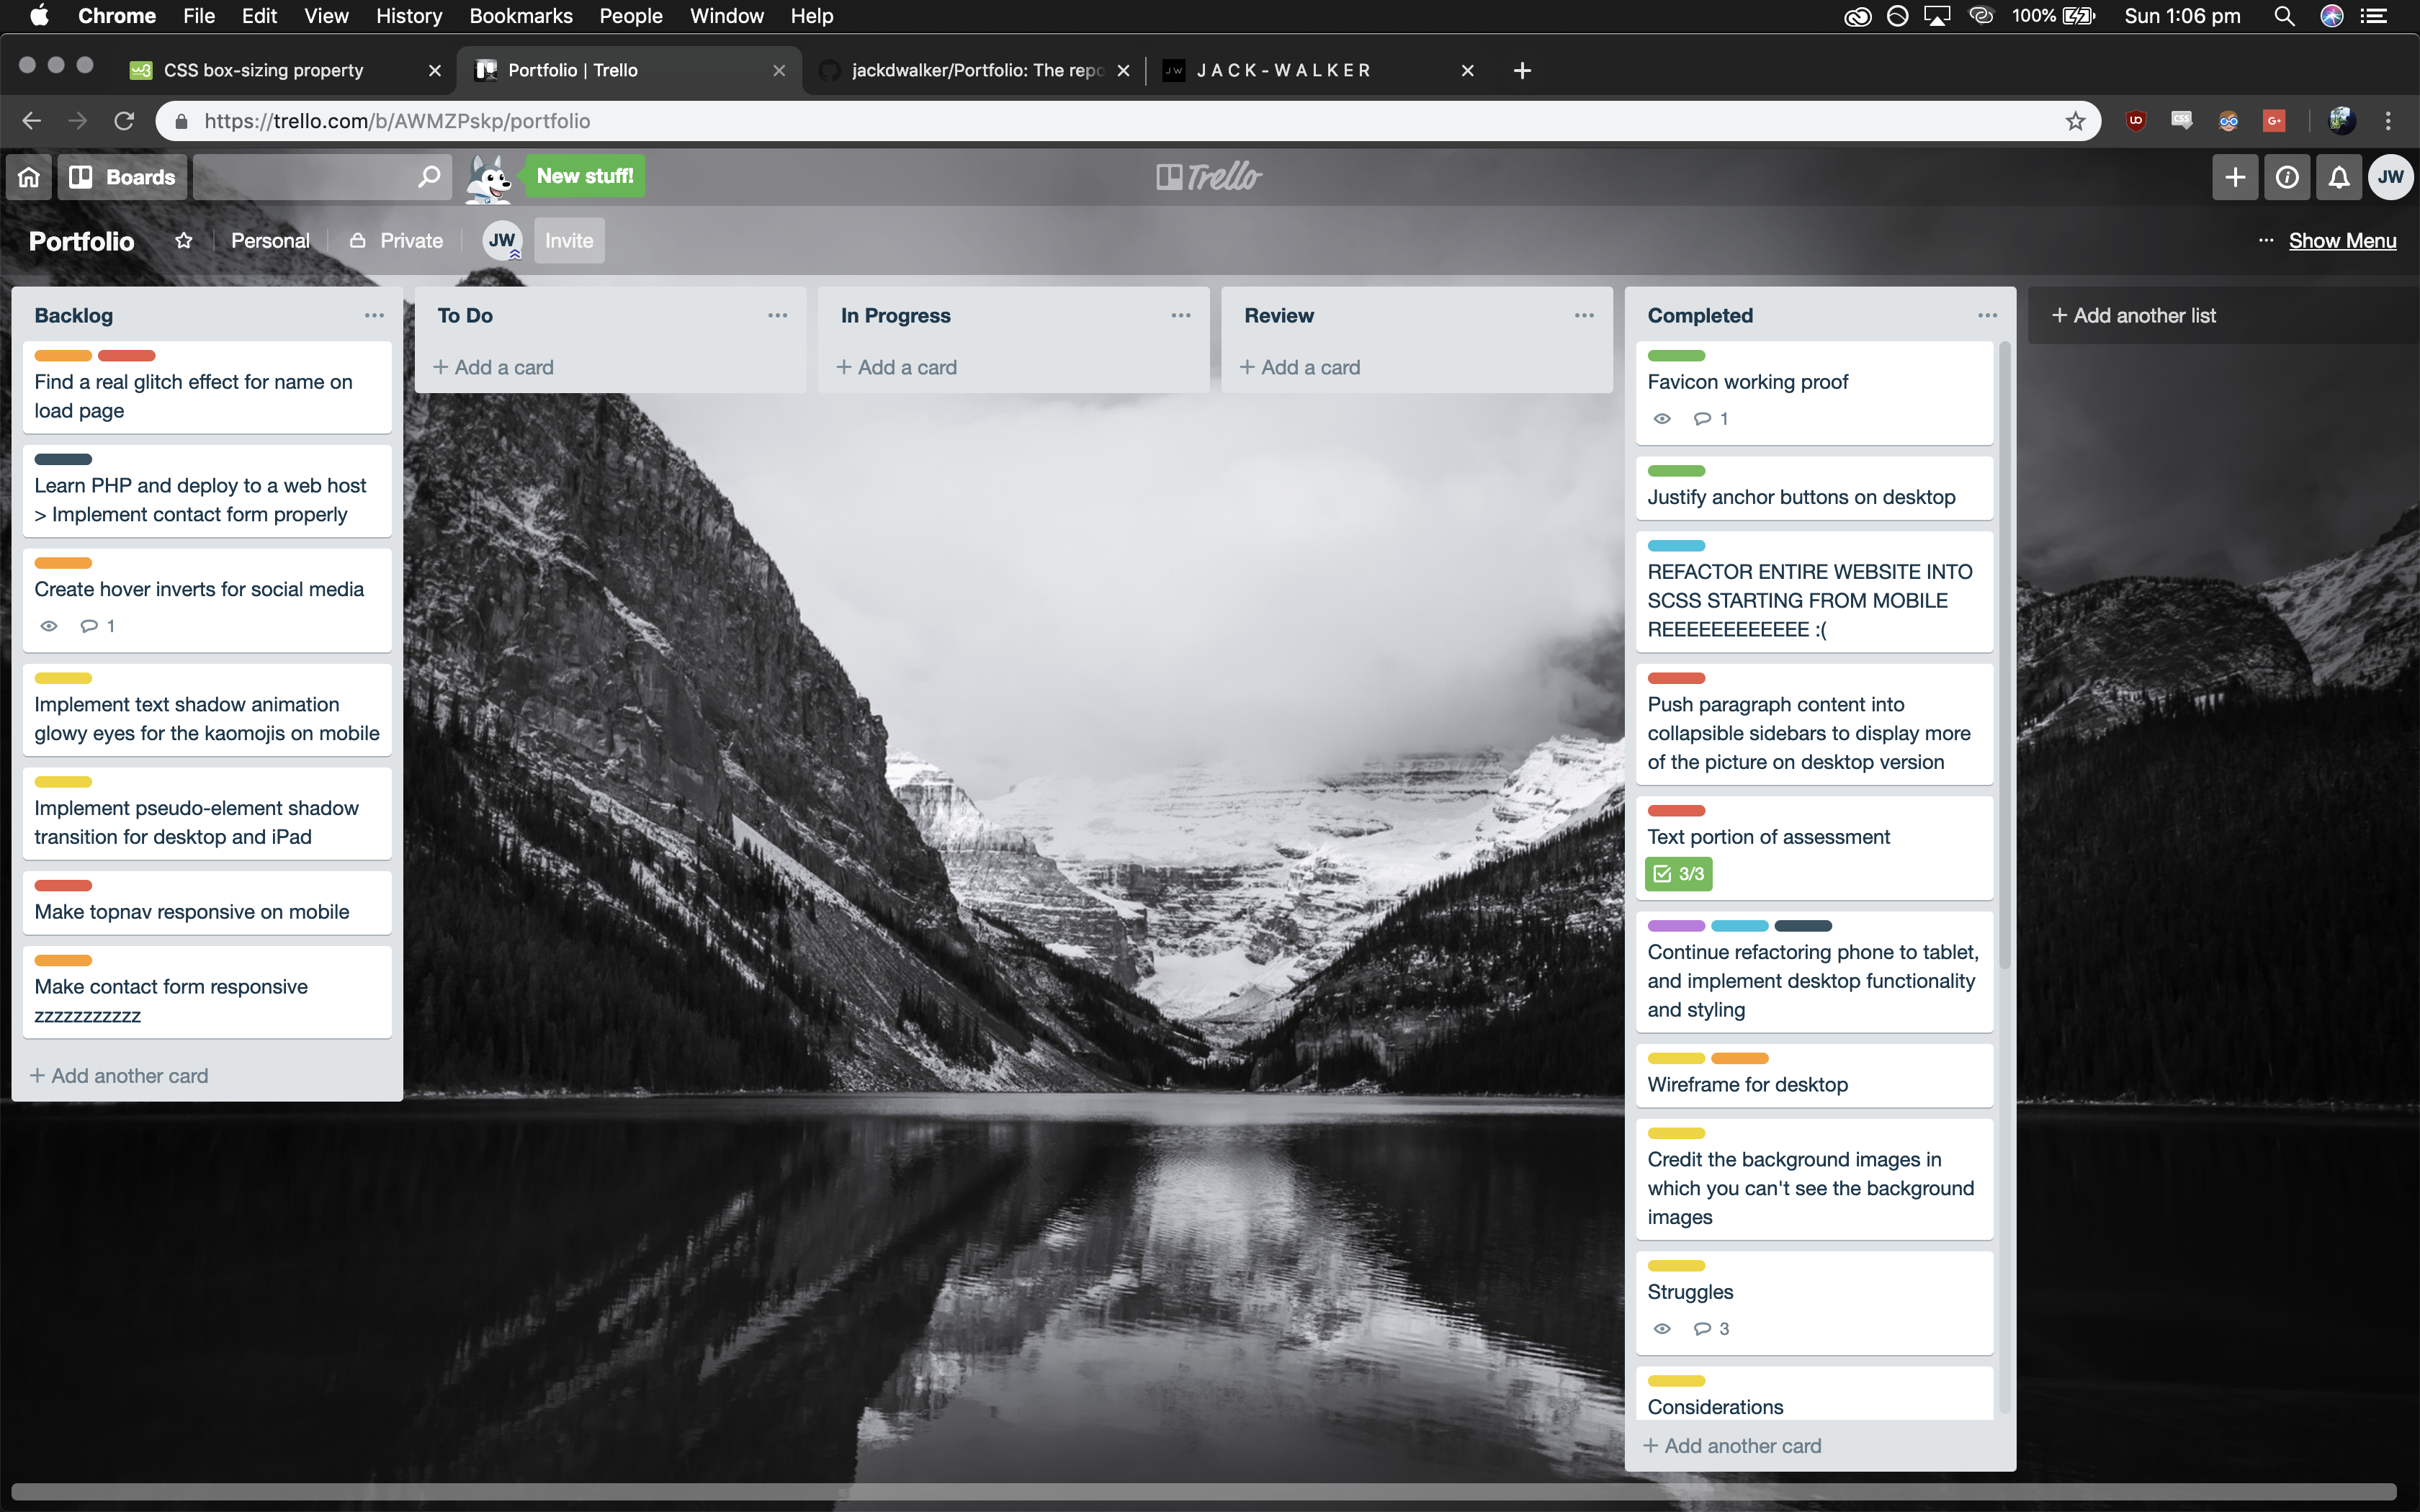 Chrome File Edit View History Bookmarks People Window Help
100% Sun 1:06 pm
CSS box-sizing property
Portfolio | Trello
jackdwalker/Portfolio: The repo
J A C K - W A L K E R
https://trello.com/b/AWMZPskp/portfolio
CSS
G+
Boards
New stuff!
Trello
JW
Portfolio Personal Private JW Invite
Show Menu
Backlog
Find a real glitch effect for name on
load page
Learn PHP and deploy to a web host
> Implement contact form properly
Create hover inverts for social media
1
Implement text shadow animation
glowy eyes for the kaomojis on mobile
Implement pseudo-element shadow
transition for desktop and iPad
Make topnav responsive on mobile
Make contact form responsive
zzzzzzzzzzz
+ Add another card
To Do
+ Add a card
In Progress
+ Add a card
Review
+ Add a card
Completed
Favicon working proof
1
Justify anchor buttons on desktop
REFACTOR ENTIRE WEBSITE INTO
SCSS STARTING FROM MOBILE
REEEEEEEEEEEE :(
Push paragraph content into
collapsible sidebars to display more
of the picture on desktop version
Text portion of assessment
3/3
Continue refactoring phone to tablet,
and implement desktop functionality
and styling
Wireframe for desktop
Credit the background images in
which you can't see the background
images
Struggles
3
Considerations
+ Add another card
+ Add another list